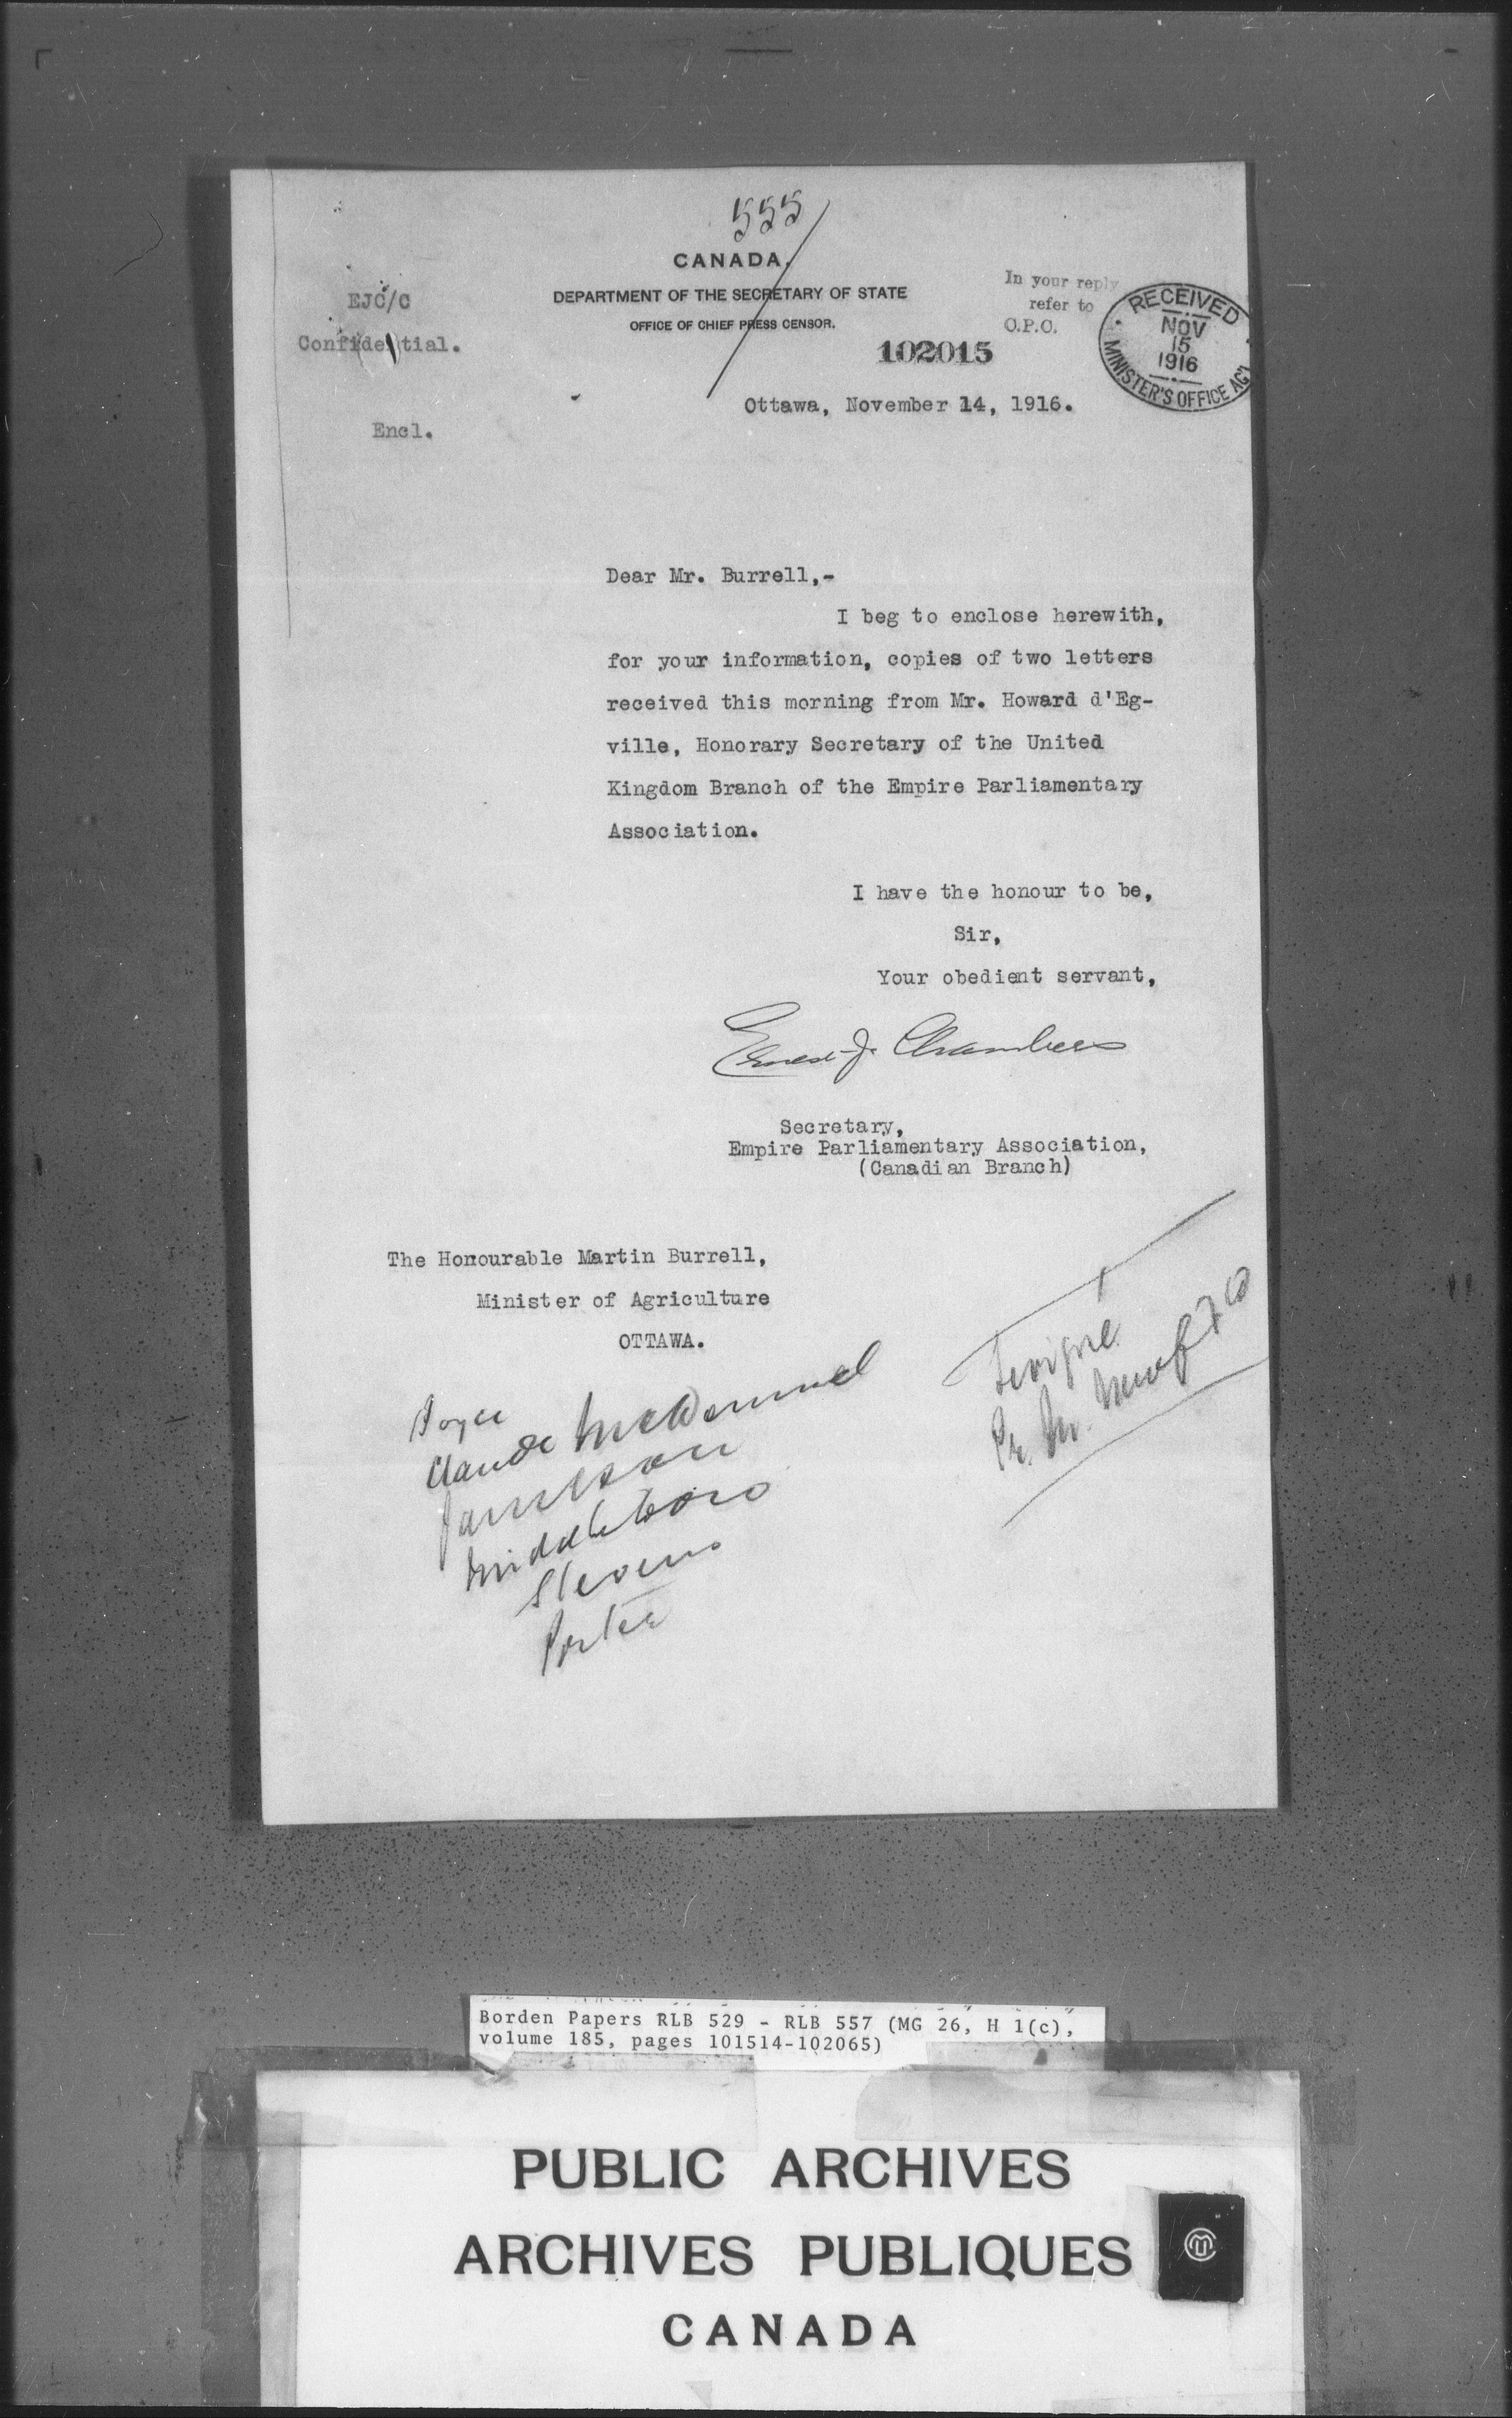 555
CANADA.
DEPARTMENT OF THE SECRETARY OF STATE
OFFICE OF CHIEF PRESS CENSOR.
EJC/C
Confidential.
Encl.
In your reply
refer to
O.P.O.
102015
RECEIVED
NOV
15
1916
MINISTER'S OFFICE AG'L
Ottawa, November 14, 1916.
Dear Mr. Burrell,-
I beg to enclose herewith,
for your information, copies of two letters
received this morning from Mr. Howard d'Eg-
ville, Honorary Secretary of the United
Kingdom Branch of the Empire Parliamentary
Association.
I have the honour to be,
Sir,
Your obedient servant,
Ernest J. Chambers
Secretary,
Empire Parliamentary Association,
(Canadian Branch)
The Honourable Martin Burrell,
Minister of Agriculture
OTTAWA.
Boyce
Claude McDonnel
Jameson
Middleboro
Stevens
Porter
Pr. M.
Borden Papers RLB 529 - RLB 557 (MG 26, H 1(c),
volume 185, pages 101514-102065)
PUBLIC ARCHIVES
ARCHIVES PUBLIQUES
CANADA